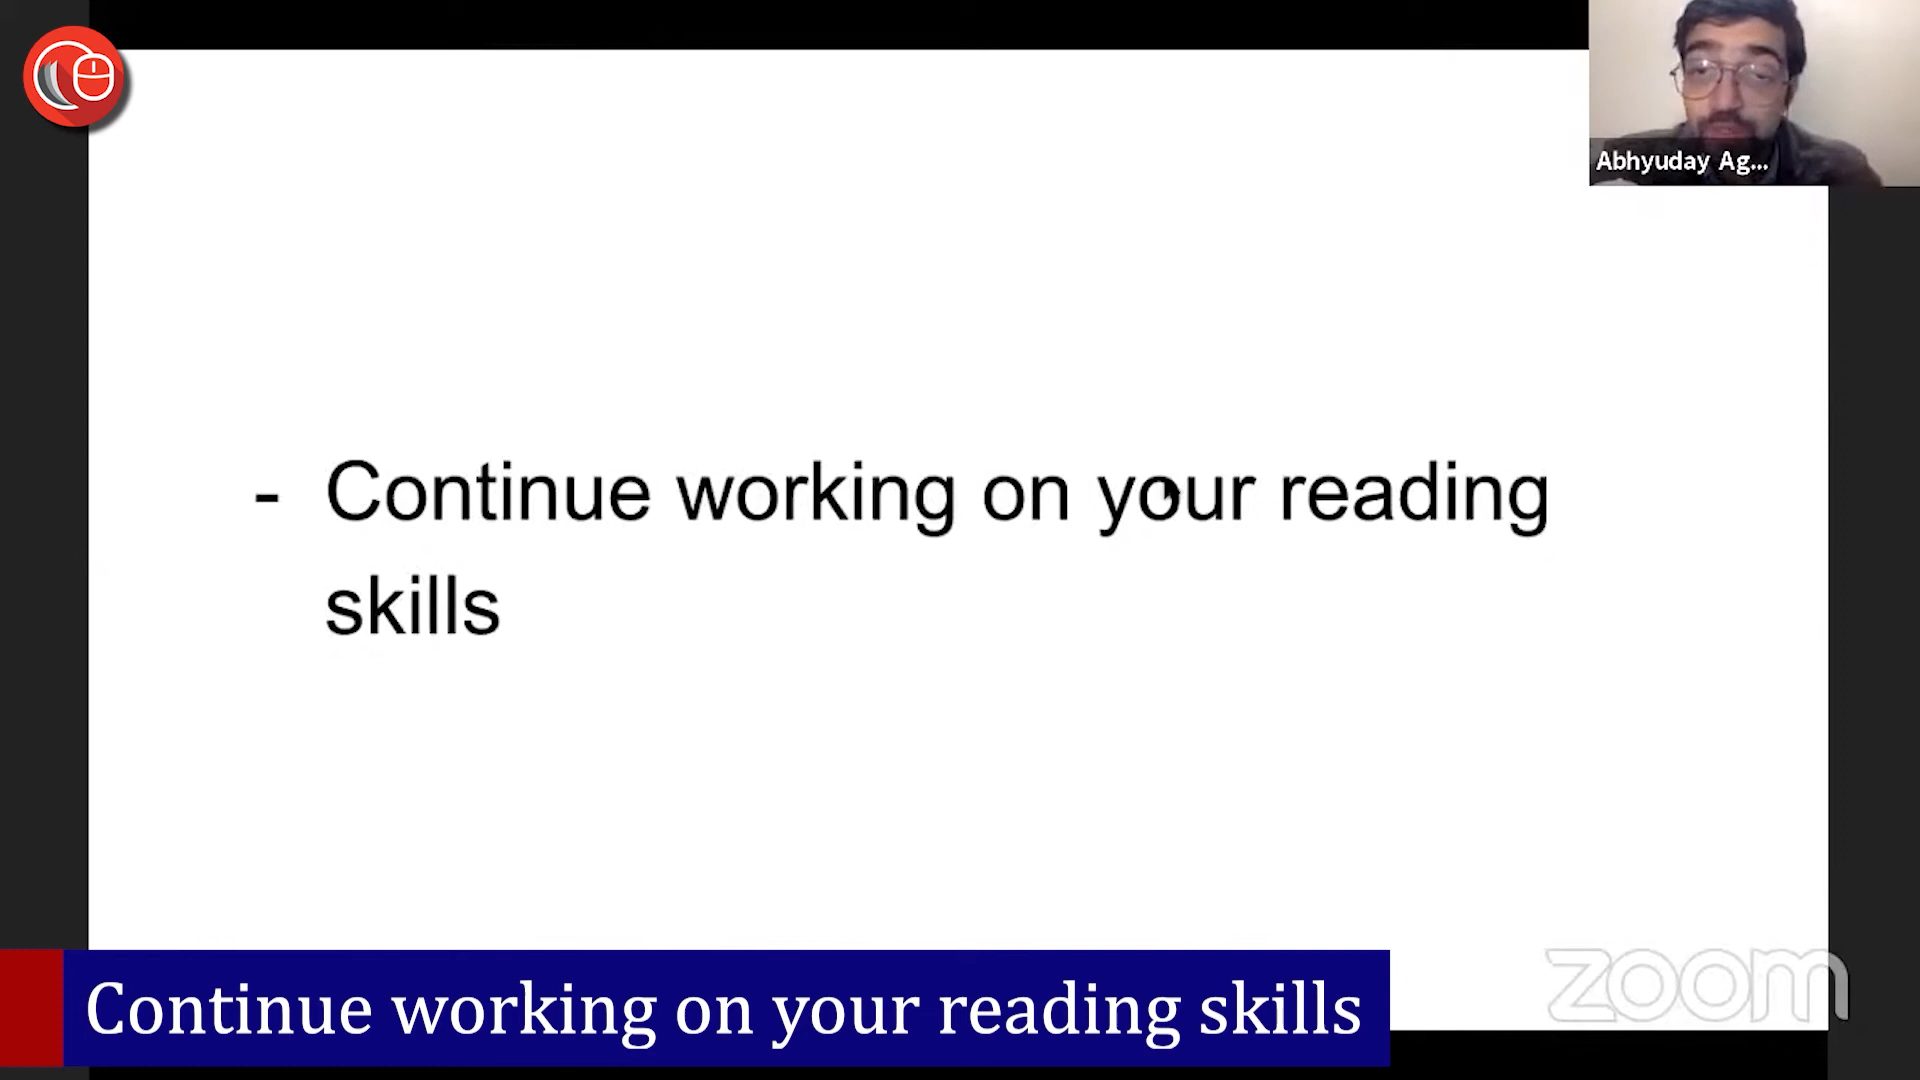 Abhyuday Ag...
- Continue working on your reading
skills
zoom
Continue working on your reading skills